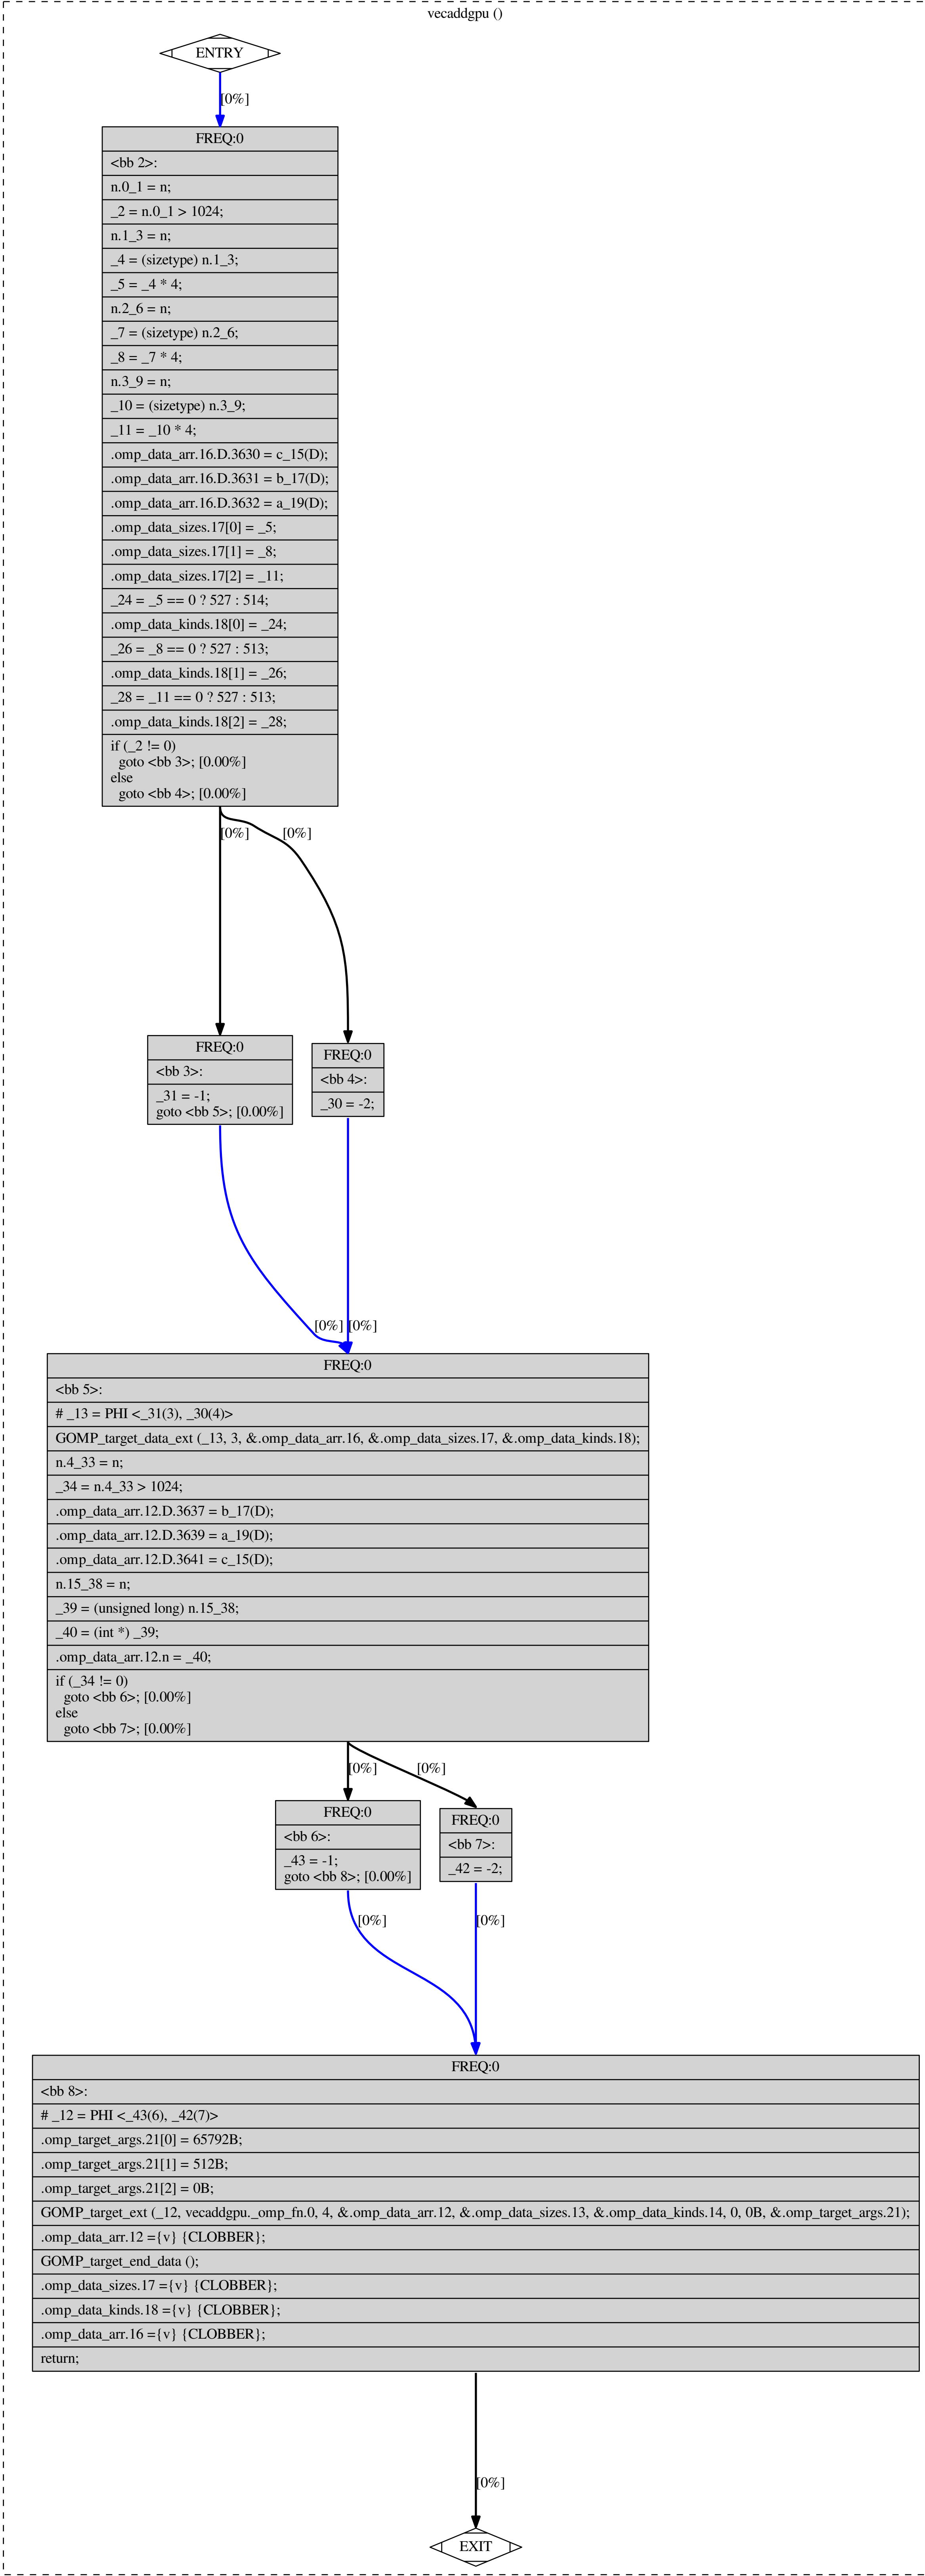 vecaddgpu ()
ENTRY
[0%]
FREQ:0
<bb 2>:
n.0_1 = n;
_2 = n.0_1 > 1024;
n.1_3 = n;
_4 = (sizetype) n.1_3;
_5 = _4 * 4;
n.2_6 = n;
_7 = (sizetype) n.2_6;
_8 = _7 * 4;
n.3_9 = n;
_10 = (sizetype) n.3_9;
_11 = _10 * 4;
.omp_data_arr.16.D.3630 = c_15(D);
.omp_data_arr.16.D.3631 = b_17(D);
.omp_data_arr.16.D.3632 = a_19(D);
.omp_data_sizes.17[0] = _5;
.omp_data_sizes.17[1] = _8;
.omp_data_sizes.17[2] = _11;
_24 = _5 == 0 ? 527 : 514;
.omp_data_kinds.18[0] = _24;
_26 = _8 == 0 ? 527 : 513;
.omp_data_kinds.18[1] = _26;
_28 = _11 == 0 ? 527 : 513;
.omp_data_kinds.18[2] = _28;
if (_2 != 0)
goto <bb 3>; [0.00%]
else
goto <bb 4>; [0.00%]
[0%] [0%]
FREQ:0
<bb 3>:
_31 = -1;
goto <bb 5>; [0.00%]
FREQ:0
<bb 4>:
_30 = -2;
[0%] [0%]
FREQ:0
<bb 5>:
# _13 = PHI <_31(3), _30(4)>
GOMP_target_data_ext (_13, 3, &.omp_data_arr.16, &.omp_data_sizes.17, &.omp_data_kinds.18);
n.4_33 = n;
_34 = n.4_33 > 1024;
.omp_data_arr.12.D.3637 = b_17(D);
.omp_data_arr.12.D.3639 = a_19(D);
.omp_data_arr.12.D.3641 = c_15(D);
n.15_38 = n;
_39 = (unsigned long) n.15_38;
_40 = (int *) _39;
.omp_data_arr.12.n = _40;
if (_34 != 0)
goto <bb 6>; [0.00%]
else
goto <bb 7>; [0.00%]
[0%] [0%]
FREQ:0
<bb 6>:
_43 = -1;
goto <bb 8>; [0.00%]
FREQ:0
<bb 7>:
_42 = -2;
[0%] [0%]
FREQ:0
<bb 8>:
# _12 = PHI <_43(6), _42(7)>
.omp_target_args.21[0] = 65792B;
.omp_target_args.21[1] = 512B;
.omp_target_args.21[2] = 0B;
GOMP_target_ext (_12, vecaddgpu._omp_fn.0, 4, &.omp_data_arr.12, &.omp_data_sizes.13, &.omp_data_kinds.14, 0, 0B, &.omp_target_args.21);
.omp_data_arr.12 ={v} {CLOBBER};
GOMP_target_end_data ();
.omp_data_sizes.17 ={v} {CLOBBER};
.omp_data_kinds.18 ={v} {CLOBBER};
.omp_data_arr.16 ={v} {CLOBBER};
return;
[0%]
EXIT